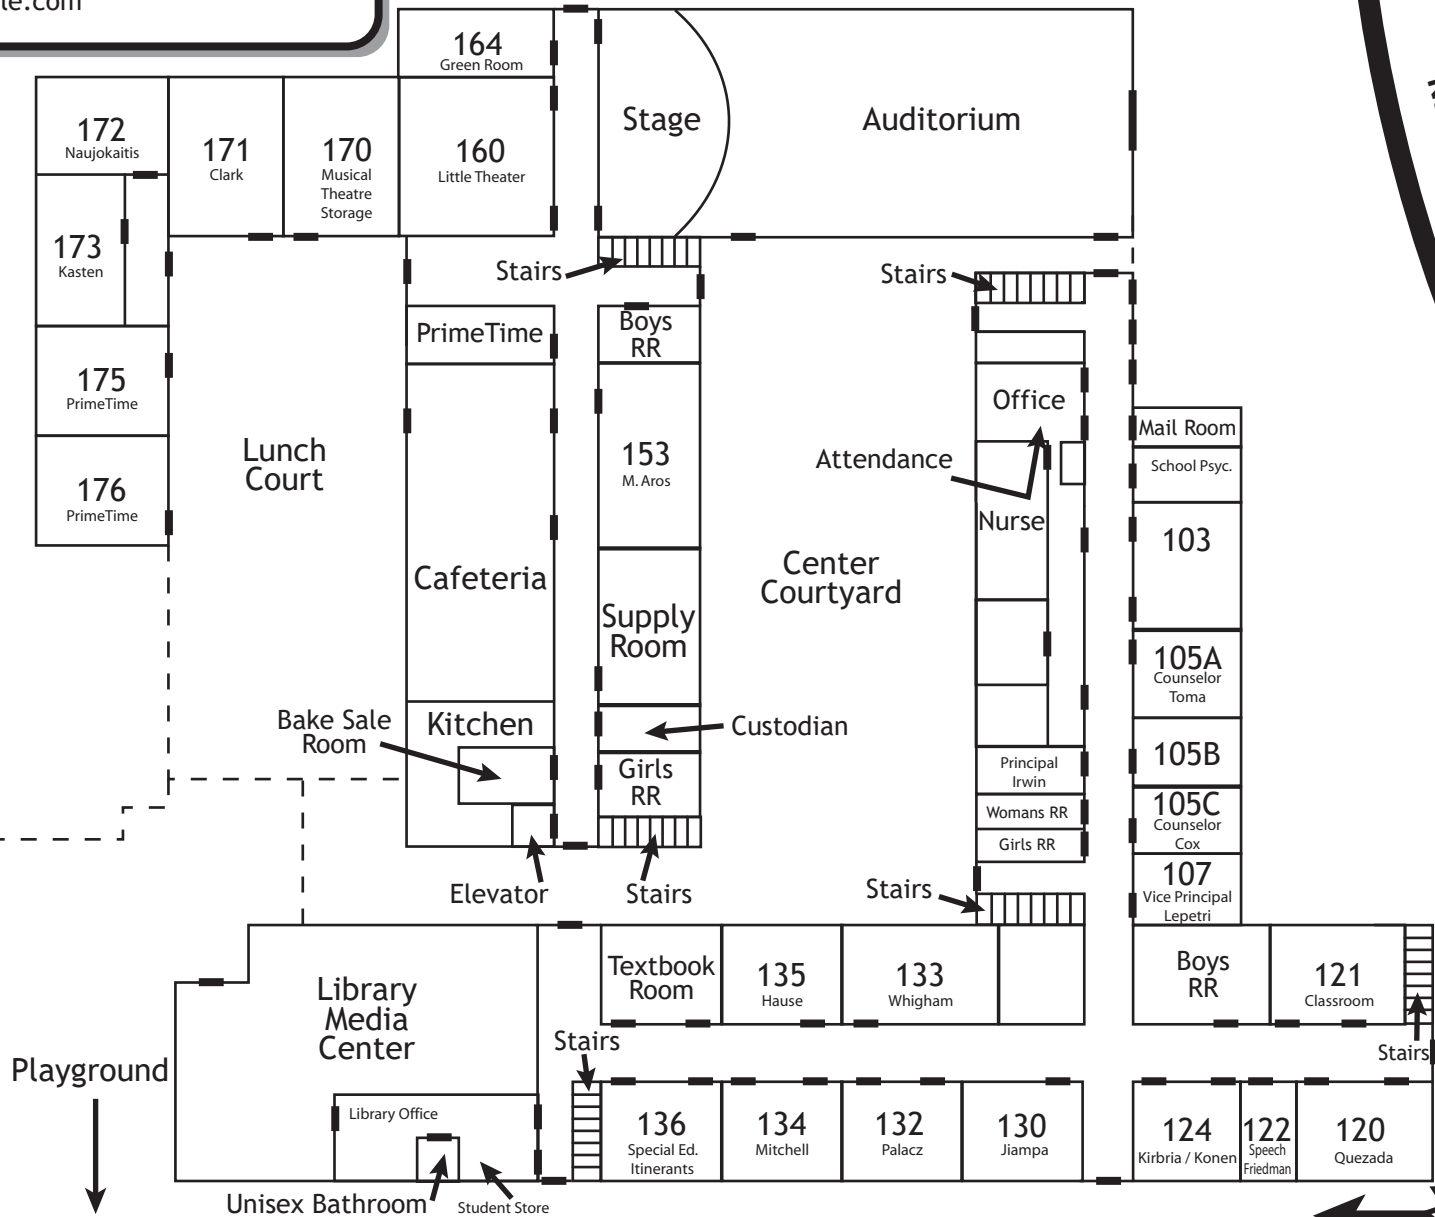 le.com
164
Green Room
172
Naujokaitis
171
Clark
170
Musical
Theatre
Storage
160
Little Theater
Stage
Auditorium
173
Kasten
Stairs
Stairs
PrimeTime
Boys
RR
175
PrimeTime
Office
Mail Room
Lunch
Court
153
M. Aros
Attendance
School Psyc.
176
PrimeTime
Nurse
103
Cafeteria
Center
Courtyard
Supply
Room
105A
Counselor
Toma
Bake Sale
Room
Kitchen
Custodian
105B
Girls
RR
Principal
Irwin
Womans RR
105C
Counselor
Cox
Girls RR
Elevator
Stairs
Stairs
107
Vice Principal
Lepetri
Library
Media
Center
Textbook
Room
135
Hause
133
Whigham
Boys
RR
121
Classroom
Stairs
Stairs
Playground
Library Office
136
Special Ed.
Itinerants
134
Mitchell
132
Palacz
130
Jiampa
124
Kirbria / Konen
122
Speech
Friedman
120
Quezada
Unisex Bathroom
Student Store